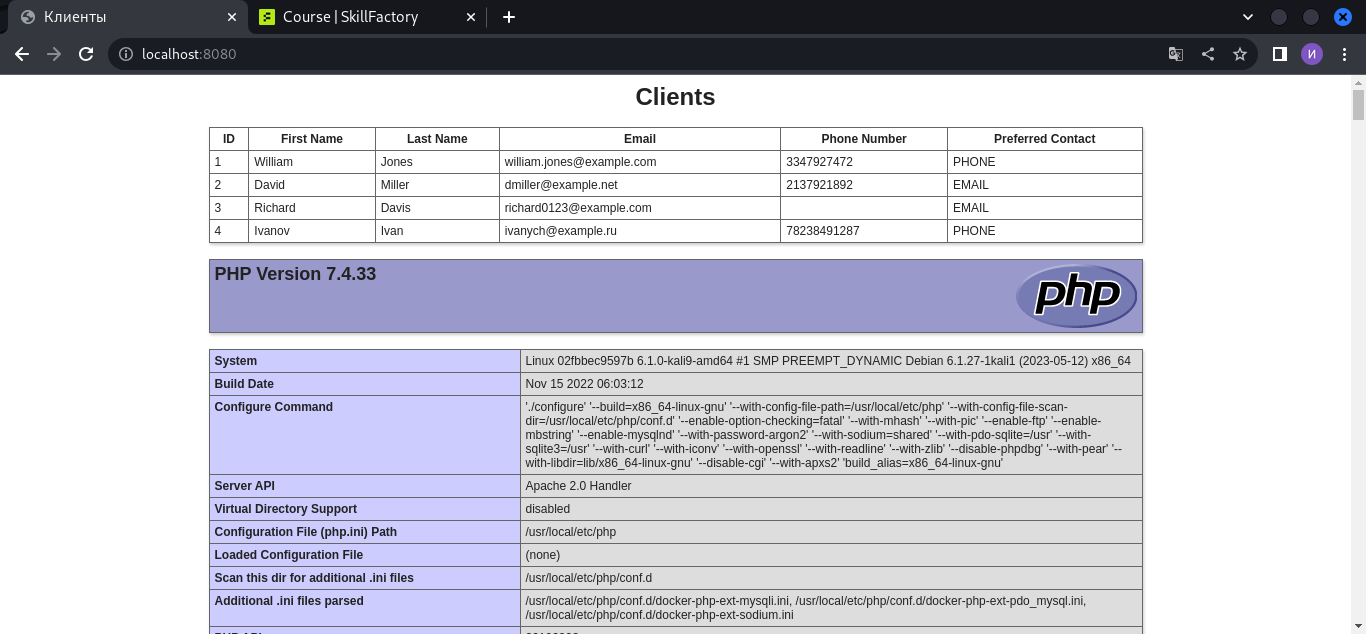 Клиенты
Course | SkillFactory
localhost:8080
И
Clients
ID First Name Last Name Email Phone Number Preferred Contact
1 William Jones william.jones@example.com 3347927472 PHONE
2 David Miller dmiller@example.net 2137921892 EMAIL
3 Richard Davis richard0123@example.com EMAIL
4 Ivanov Ivan ivanych@example.ru 78238491287 PHONE
PHP Version 7.4.33
php
System Linux 02fbbec9597b 6.1.0-kali9-amd64 #1 SMP PREEMPT_DYNAMIC Debian 6.1.27-1kali1 (2023-05-12) x86_64
Build Date Nov 15 2022 06:03:12
Configure Command './configure' '--build=x86_64-linux-gnu' '--with-config-file-path=/usr/local/etc/php' '--with-config-file-scan-
dir=/usr/local/etc/php/conf.d' '--enable-option-checking=fatal' '--with-mhash' '--with-pic' '--enable-ftp' '--enable-
mbstring' '--enable-mysqlnd' '--with-password-argon2' '--with-sodium=shared' '--with-pdo-sqlite=/usr' '--with-
sqlite3=/usr' '--with-curl' '--with-iconv' '--with-openssl' '--with-readline' '--with-zlib' '--disable-phpdbg' '--with-pear' '--
with-libdir=lib/x86_64-linux-gnu' '--disable-cgi' '--with-apxs2' 'build_alias=x86_64-linux-gnu'
Server API Apache 2.0 Handler
Virtual Directory Support disabled
Configuration File (php.ini) Path /usr/local/etc/php
Loaded Configuration File (none)
Scan this dir for additional .ini files /usr/local/etc/php/conf.d
Additional .ini files parsed /usr/local/etc/php/conf.d/docker-php-ext-mysqli.ini, /usr/local/etc/php/conf.d/docker-php-ext-pdo_mysql.ini,
/usr/local/etc/php/conf.d/docker-php-ext-sodium.ini